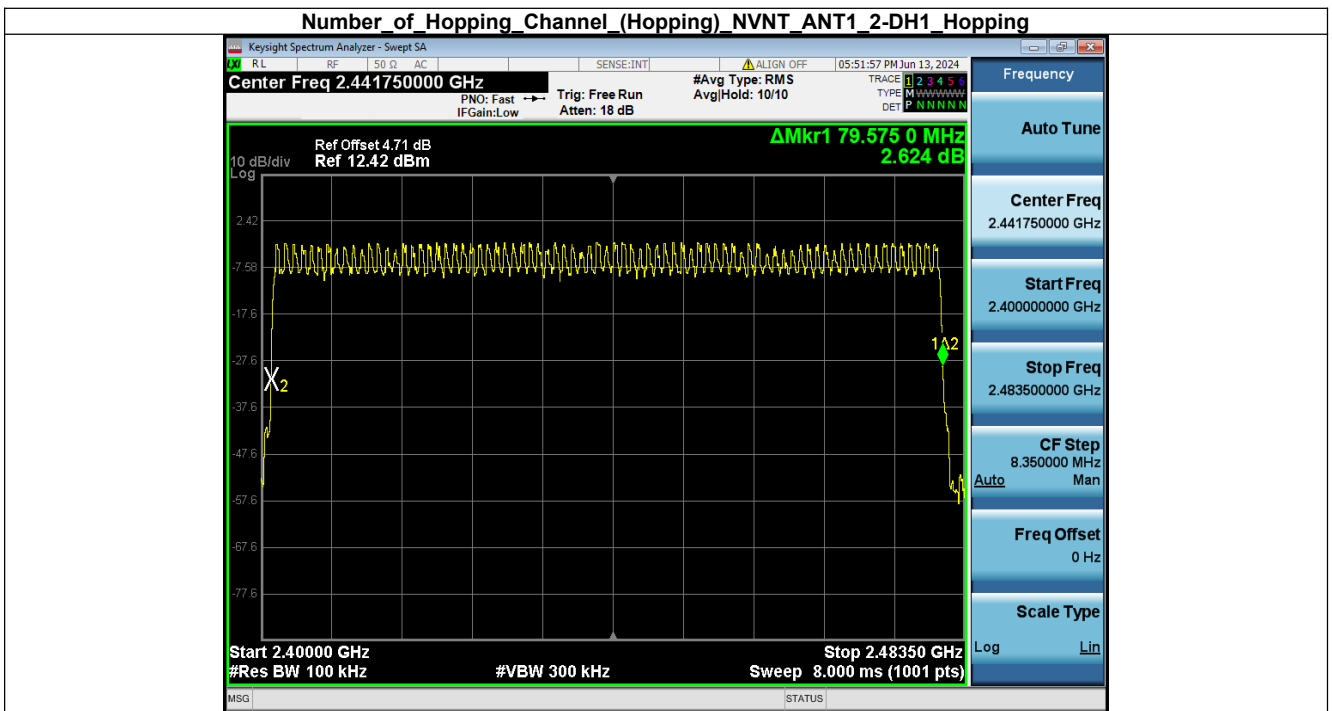 Number_of_Hopping_Channel_(Hopping)_NVNT_ANT1_2-DH1_Hopping
Keysight Spectrum Analyzer - Swept SA
LXI RL RF 50 Ω AC SENSE:INT ALIGN OFF 05:51:57 PM Jun 13, 2024
Center Freq 2.441750000 GHz
PNO: Fast
IFGain:Low
Trig: Free Run
Atten: 18 dB
#Avg Type: RMS
Avg|Hold: 10/10
TRACE 1 2 3 4 5 6
TYPE M WWWWW
DET P N N N N N
ΔMkr1 79.575 0 MHz
2.624 dB
Ref Offset 4.71 dB
10 dB/div Ref 12.42 dBm
Log
2.42
-7.58
-17.6
-27.6
-37.6
-47.6
-57.6
-67.6
-77.6
1Δ2
X2
Start 2.40000 GHz Stop 2.48350 GHz
#Res BW 100 kHz #VBW 300 kHz Sweep 8.000 ms (1001 pts)
MSG STATUS
Frequency
Auto Tune
Center Freq
2.441750000 GHz
Start Freq
2.400000000 GHz
Stop Freq
2.483500000 GHz
CF Step
8.350000 MHz
Auto Man
Freq Offset
0 Hz
Scale Type
Log Lin